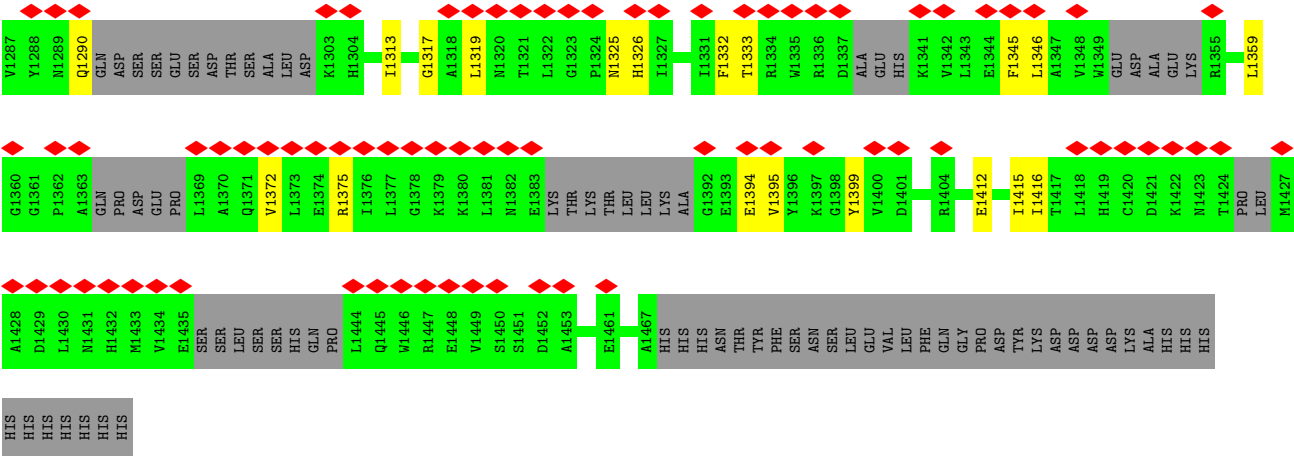 V1287 Y1288 N1289 Q1290 GLN ASP SER SER GLU SER ASP THR SER ALA LEU ASP K1303 H1304 I1313 G1317 A1318 L1319 N1320 T1321 L1322 G1323 P1324 N1325 H1326 I1327 I1331 F1332 T1333 R1334 W1335 R1336 D1337 ALA GLU HIS K1341 V1342 L1343 E1344 F1345 L1346 A1347 V1348 W1349 GLU ASP ALA GLU LYS R1355 L1359
G1360 G1361 P1362 A1363 GLN PRO ASP GLU PRO L1369 A1370 Q1371 V1372 L1373 E1374 R1375 I1376 L1377 G1378 K1379 K1380 L1381 N1382 E1383 LYS THR LYS THR LEU LEU LYS ALA G1392 E1393 E1394 V1395 Y1396 K1397 G1398 Y1399 V1400 D1401 R1404 E1412 I1415 I1416 T1417 L1418 H1419 C1420 D1421 K1422 N1423 T1424 PRO LEU M1427
A1428 D1429 L1430 N1431 H1432 M1433 V1434 E1435 SER SER LEU SER SER HIS GLN PRO L1444 Q1445 W1446 R1447 E1448 V1449 S1450 S1451 D1452 A1453 E1461 A1467 HIS HIS HIS ASN THR TYR PHE SER ASN SER LEU GLU VAL LEU PHE GLN GLY PRO ASP TYR LYS ASP ASP ASP ASP LYS ALA HIS HIS HIS
HIS HIS HIS HIS HIS HIS HIS